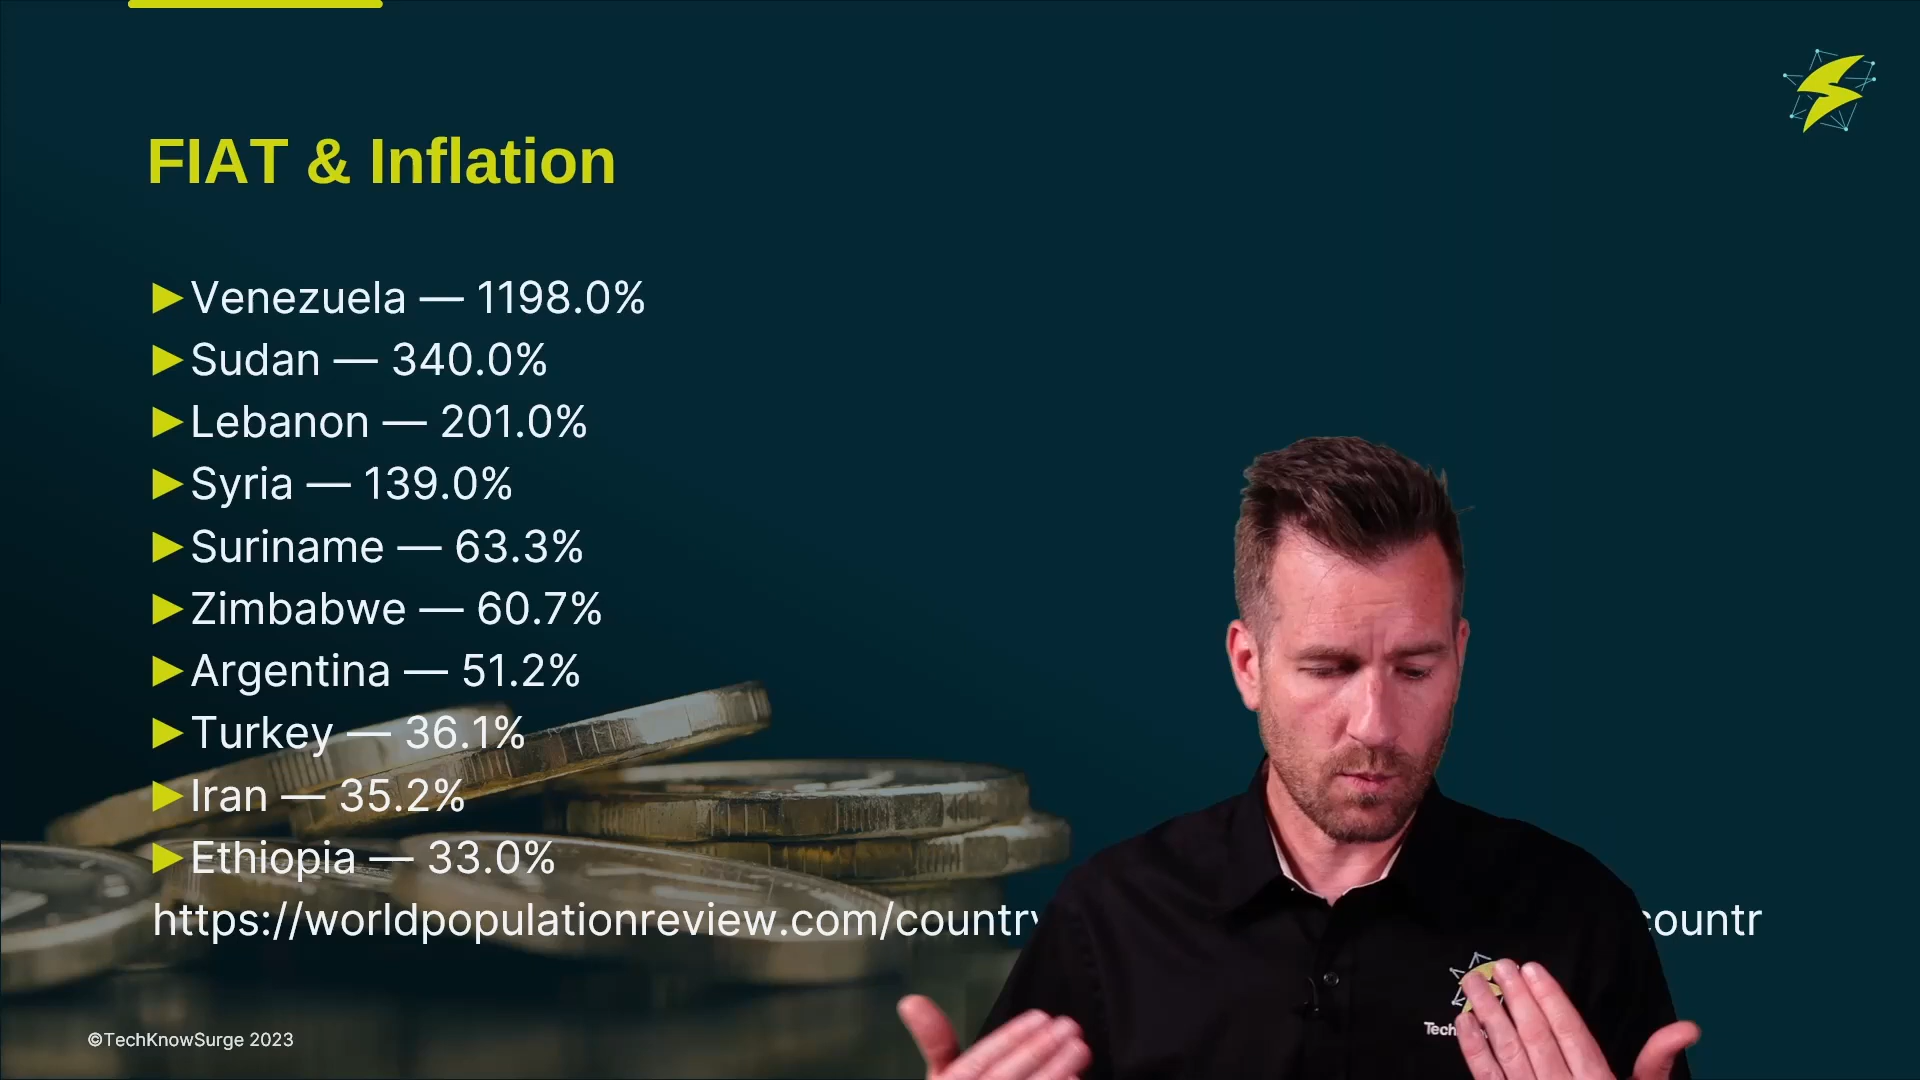 FIAT & Inflation
▶Venezuela — 1198.0%
▶Sudan — 340.0%
▶Lebanon — 201.0%
▶Syria — 139.0%
▶Suriname — 63.3%
▶Zimbabwe — 60.7%
▶Argentina — 51.2%
▶Turkey — 36.1%
▶Iran — 35.2%
▶Ethiopia — 33.0%
https://worldpopulationreview.com/country countr
Tech
©TechKnowSurge 2023